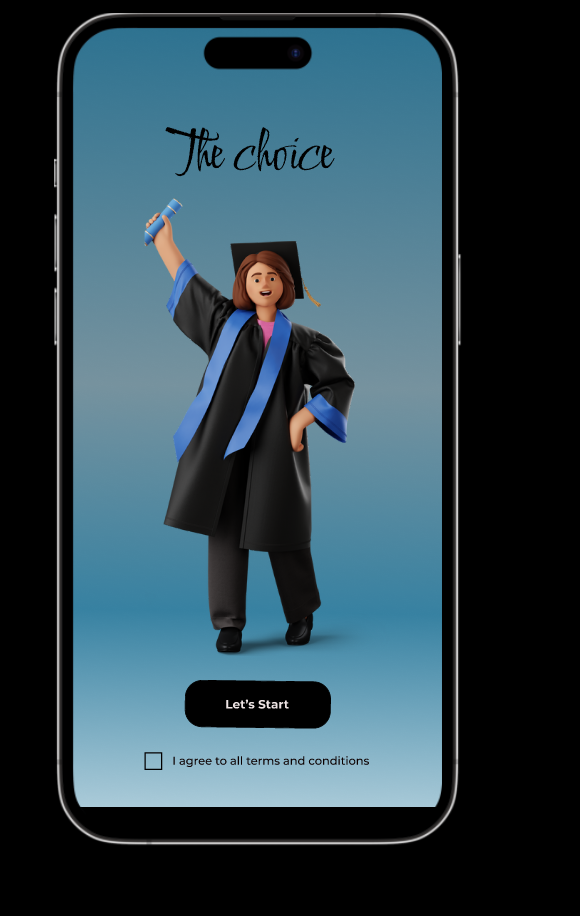 The choice
Let's Start
I agree to all terms and conditions